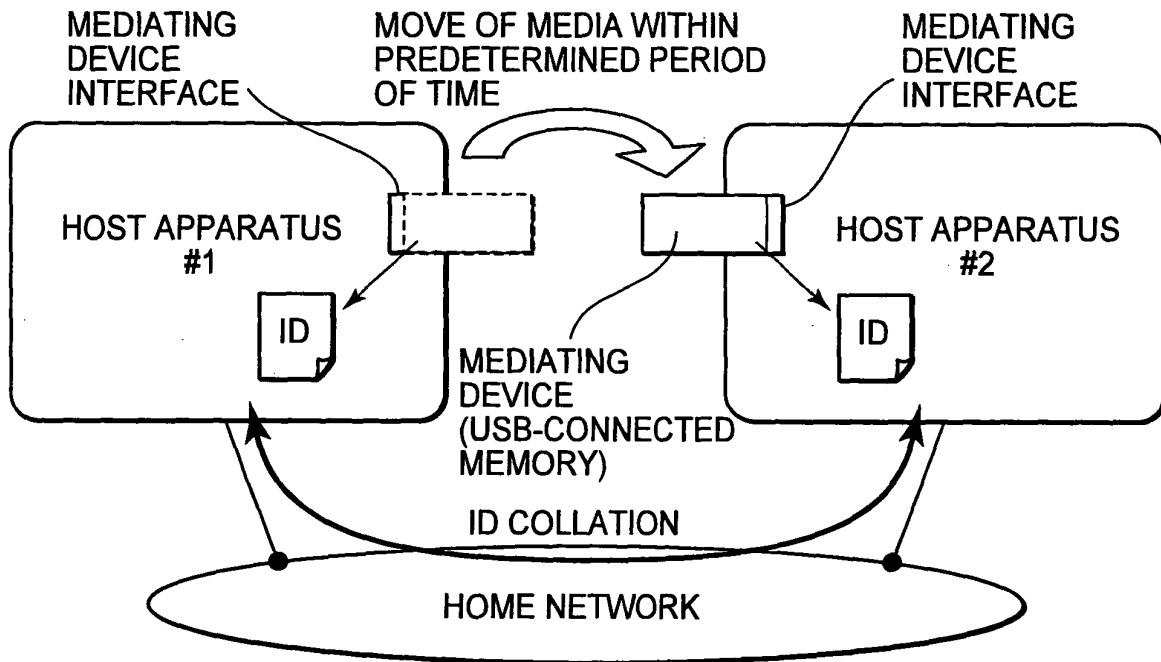 MEDIATING
DEVICE
INTERFACE
MOVE OF MEDIA WITHIN
PREDETERMINED PERIOD
OF TIME
MEDIATING
DEVICE
INTERFACE
HOST APPARATUS
#1
HOST APPARATUS
#2
ID
ID
MEDIATING
DEVICE
(USB-CONNECTED
MEMORY)
ID COLLATION
HOME NETWORK